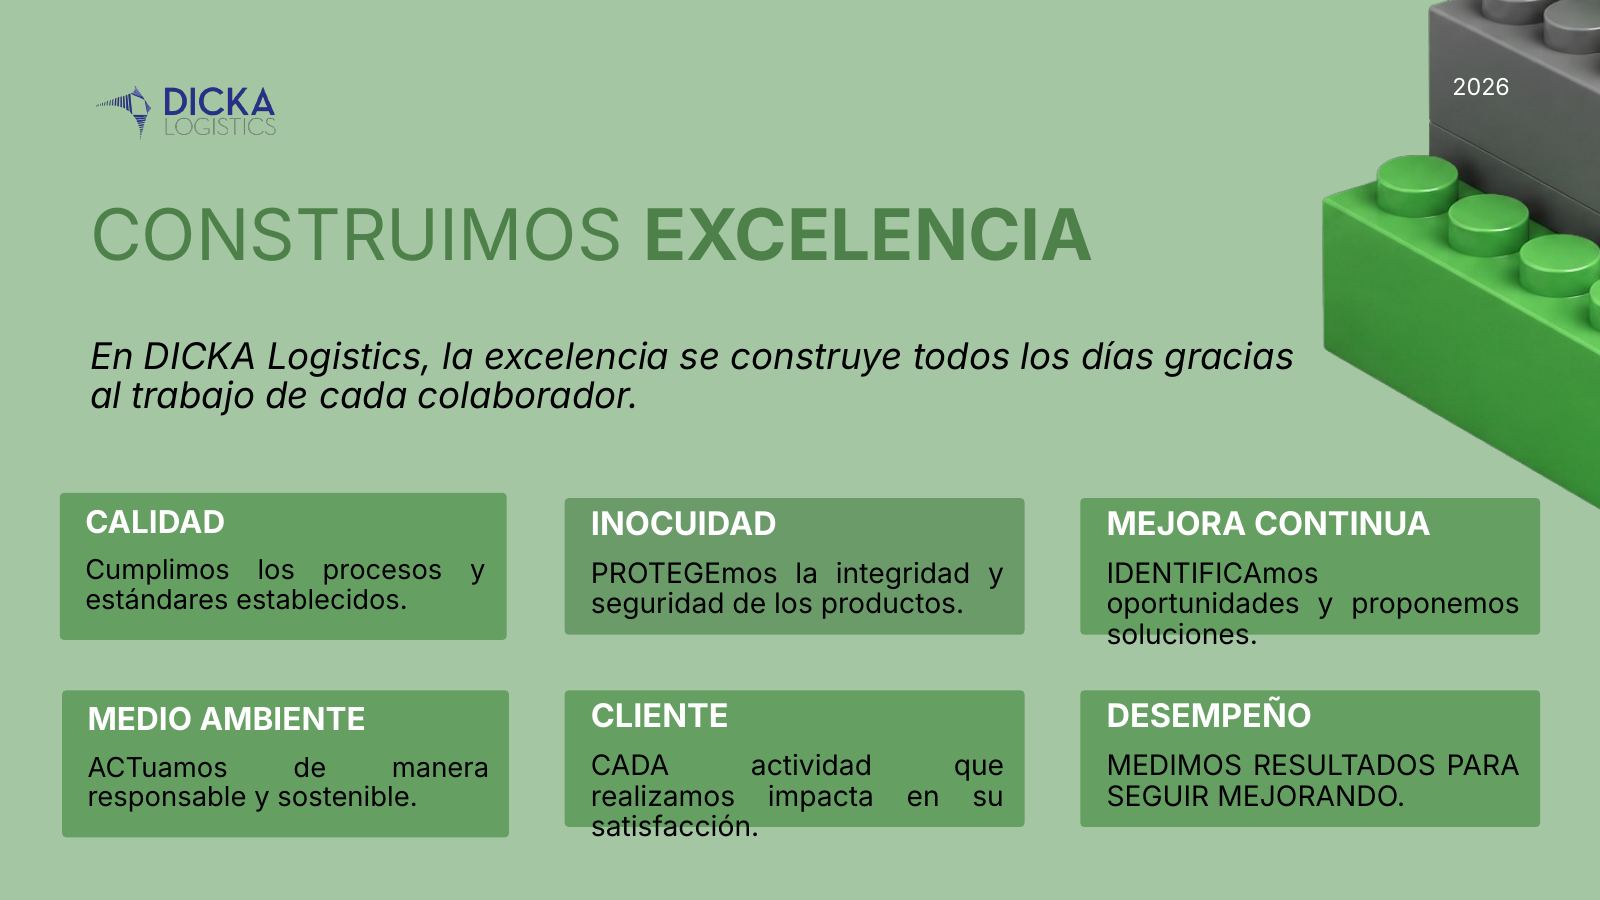 DICKA
LOGISTICS
2026
CONSTRUIMOS EXCELENCIA
En DICKA Logistics, la excelencia se construye todos los días gracias
al trabajo de cada colaborador.
CALIDAD
Cumplimos los procesos y
estándares establecidos.
INOCUIDAD
PROTEGEmos la integridad y
seguridad de los productos.
MEJORA CONTINUA
IDENTIFICAmos
oportunidades y proponemos
soluciones.
MEDIO AMBIENTE
ACTuamos de manera
responsable y sostenible.
CLIENTE
CADA actividad que
realizamos impacta en su
satisfacción.
DESEMPEÑO
MEDIMOS RESULTADOS PARA
SEGUIR MEJORANDO.